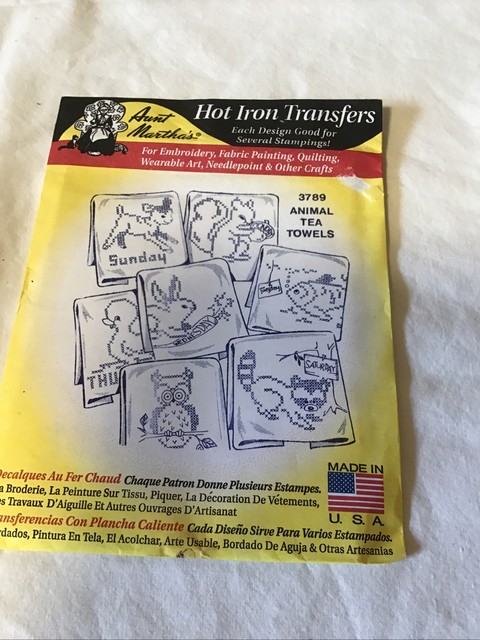 Aunt Martha's®
Hot Iron Transfers
Each Design Good for
Several Stampings!
For Embroidery, Fabric Painting, Quilting,
Wearable Art, Needlepoint & Other Crafts
3789
ANIMAL
TEA
TOWELS
Sunday
THU
SATURDAY
Decalques Au Fer Chaud Chaque Patron Donne Plusieurs Estampes.
a Broderie, La Peinture Sur Tissu, Piquer, La Décoration De Vêtements,
es Travaux D'Aiguille Et Autres Ouvrages D'Artisanat
MADE IN
U. S. A.
ansferencias Con Plancha Caliente Cada Diseño Sirve Para Varios Estampados.
rdados, Pintura En Tela, El Acolchar, Arte Usable, Bordado De Aguja & Otras Artesanias